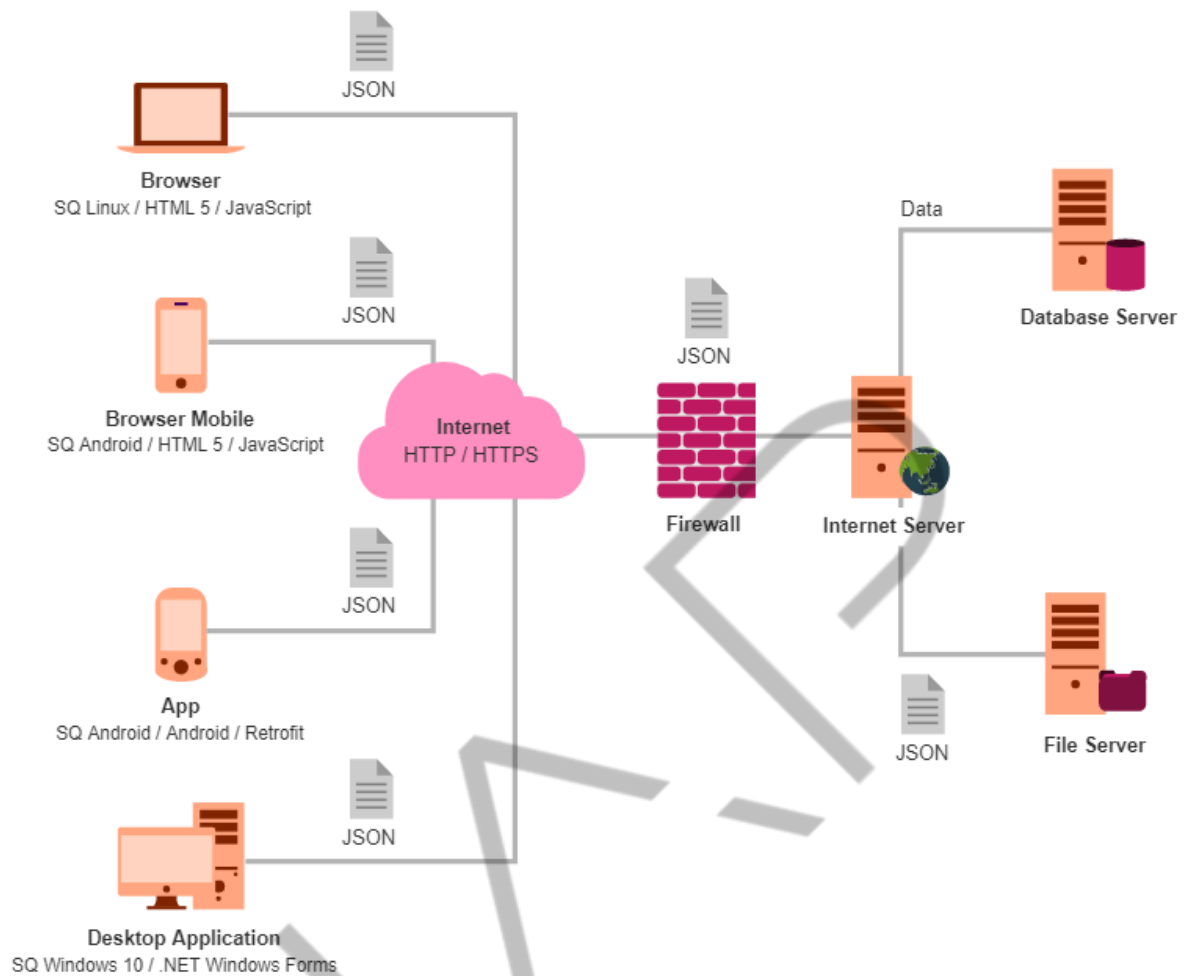 JSON
Browser
SQ Linux / HTML 5 / JavaScript
JSON
Browser Mobile
SQ Android / HTML 5 / JavaScript
JSON
App
SQ Android / Android / Retrofit
JSON
Desktop Application
SQ Windows 10 / .NET Windows Forms
Internet
HTTP / HTTPS
JSON
Firewall
Internet Server
Data
Database Server
JSON
File Server